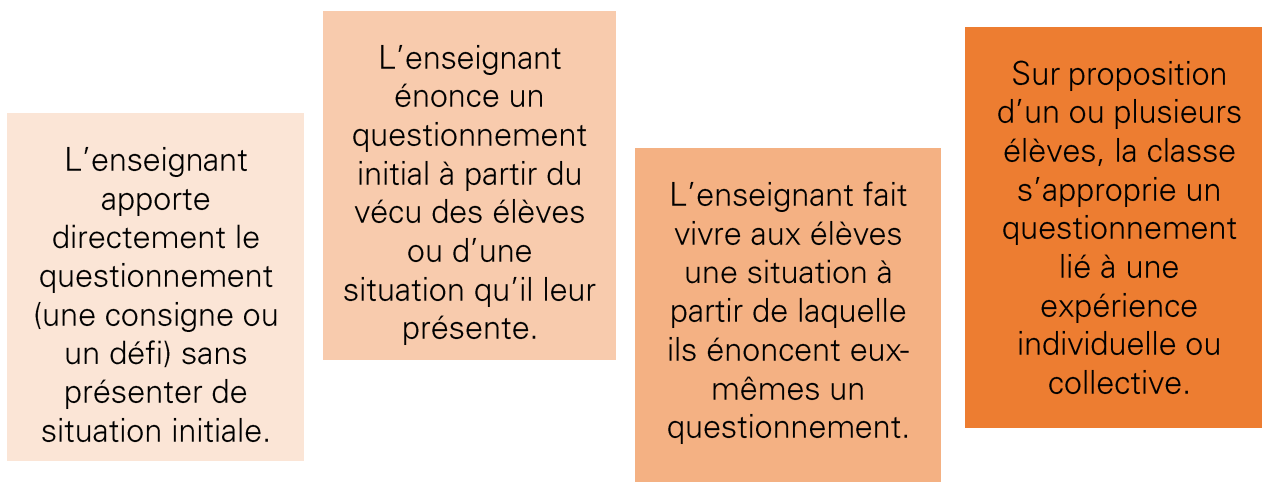 L’enseignant
apporte
directement le
questionnement
(une consigne ou
un défi) sans
présenter de
situation initiale.
L’enseignant
énonce un
questionnement
initial à partir du
vécu des élèves
ou d’une
situation qu’il leur
présente.
L’enseignant fait
vivre aux élèves
une situation à
partir de laquelle
ils énoncent eux-
mêmes un
questionnement.
Sur proposition
d’un ou plusieurs
élèves, la classe
s’approprie un
questionnement
lié à une
expérience
individuelle ou
collective.